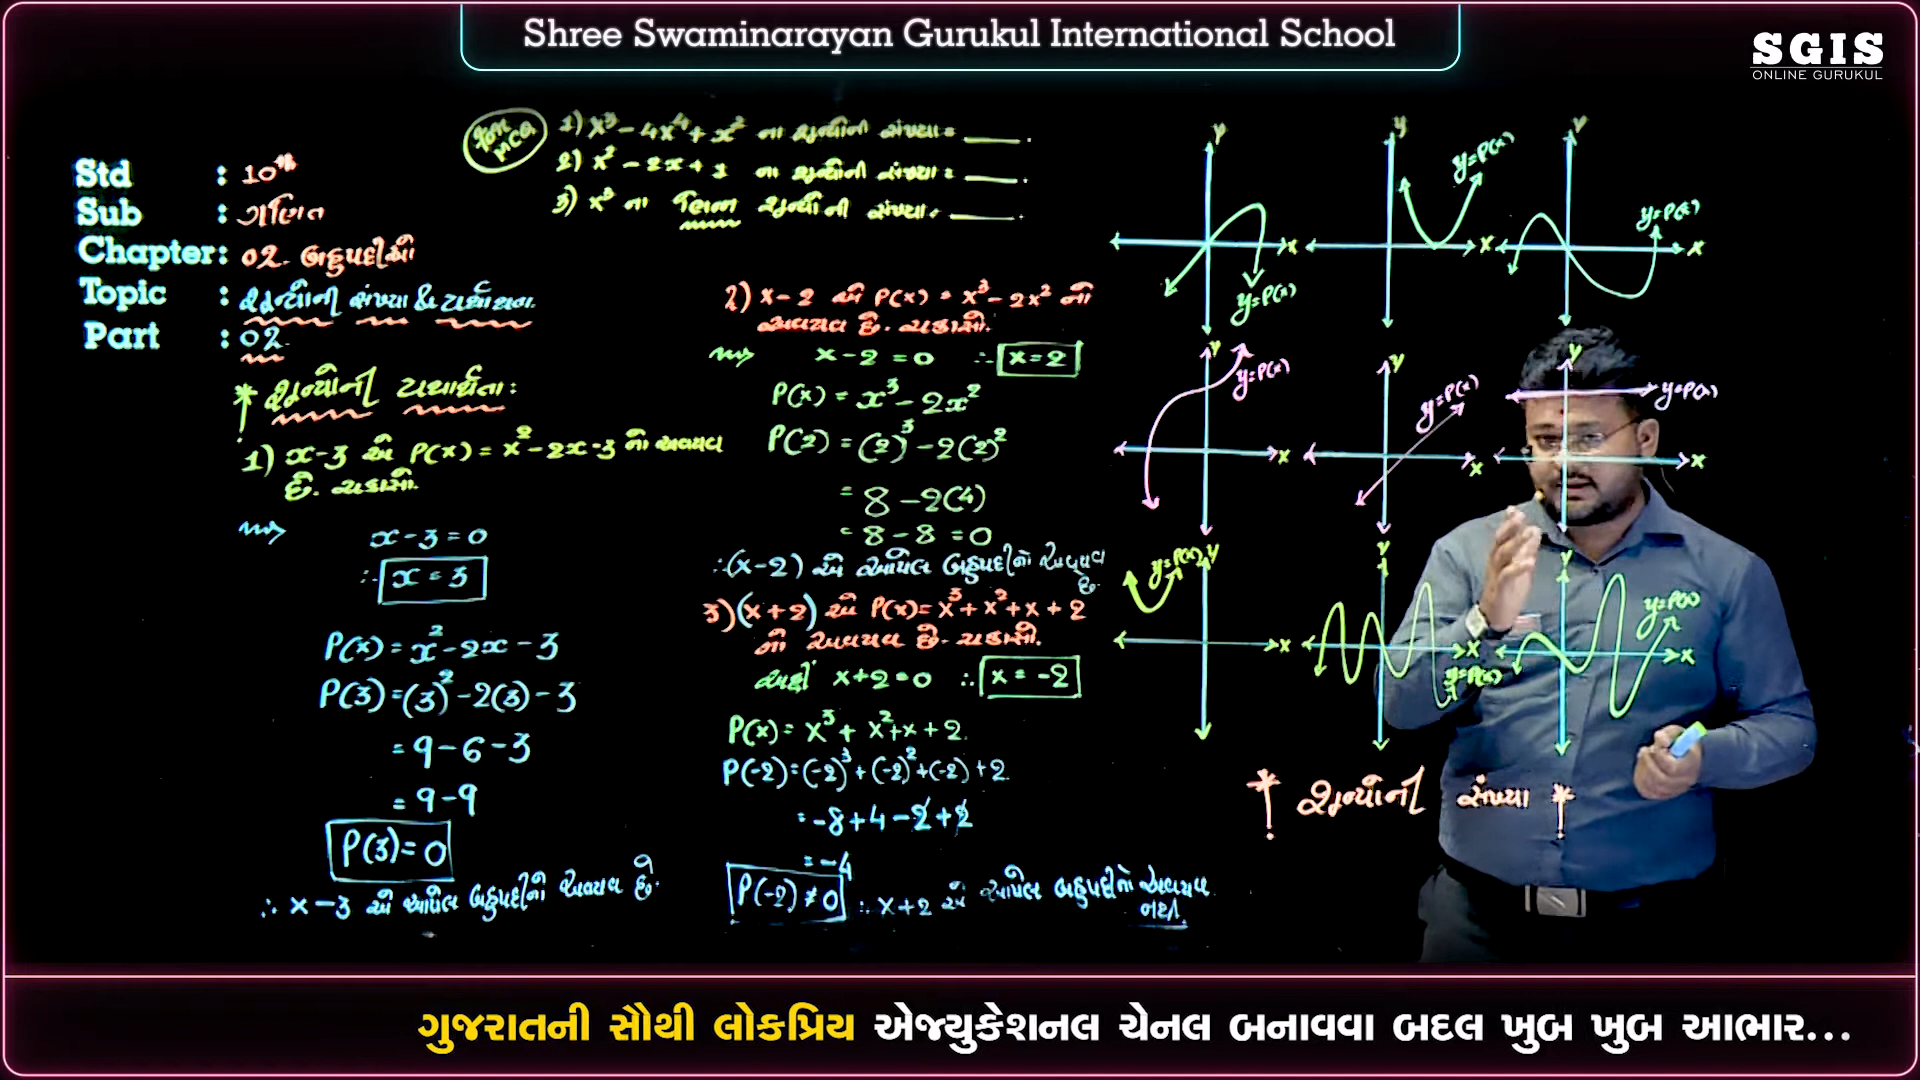 Shree Swaminarayan Gurukul International School
SGIS
ONLINE GURUKUL
Std : 10th
Sub : ગણિત
Chapter: 02. બહુપદીઓ
Topic : શૂન્યોની સંખ્યા & યથાર્થતા.
Part : 02.
1) x³ - 4x⁴ + x² ના શૂન્યોની સંખ્યા = ____.
2) x² - 2x + 1 ના શૂન્યોની સંખ્યા = ____.
3) x³ ના ભિન્ન શૂન્યોની સંખ્યા = ____.
* શૂન્યોની યથાર્થતા:
1) x-3 એ P(x) = x² - 2x - 3 નો અવયવ
છે. ચકાસો.
x - 3 = 0
∴ x = 3
P(x) = x² - 2x - 3
P(3) = (3)² - 2(3) - 3
= 9 - 6 - 3
= 9 - 9
P(3) = 0
∴ x - 3 એ આપેલ બહુપદીનો અવયવ છે.
2) x - 2 એ P(x) = x³ - 2x² નો
અવયવ છે. ચકાસો.
x - 2 = 0 ∴ x = 2
P(x) = x³ - 2x²
P(2) = (2)³ - 2(2)²
= 8 - 2(4)
= 8 - 8 = 0
∴ (x-2) એ આપેલ બહુપદીનો અવયવ
છે.
3) (x+2) એ P(x) = x³ + x² + x + 2
નો અવયવ છે. ચકાસો.
અહીં x + 2 = 0 ∴ x = -2
P(x) = x³ + x² + x + 2.
P(-2) = (-2)³ + (-2)² + (-2) + 2.
= -8 + 4 - 2 + 2
= -4
P(-2) ≠ 0 ∴ x + 2 એ આપેલ બહુપદીનો અવયવ
નથી.
y y y
y=P(x)
y=P(x)
x x x
y=P(x)
y y y
y=P(x) y=P(x) y=P(x)
x x x
y=P(x) y y y
y=P(x)
x x x
y=P(x)
* શૂન્યોની સંખ્યા *
ગુજરાતની સૌથી લોકપ્રિય એજ્યુકેશનલ ચેનલ બનાવવા બદલ ખુબ ખુબ આભાર...